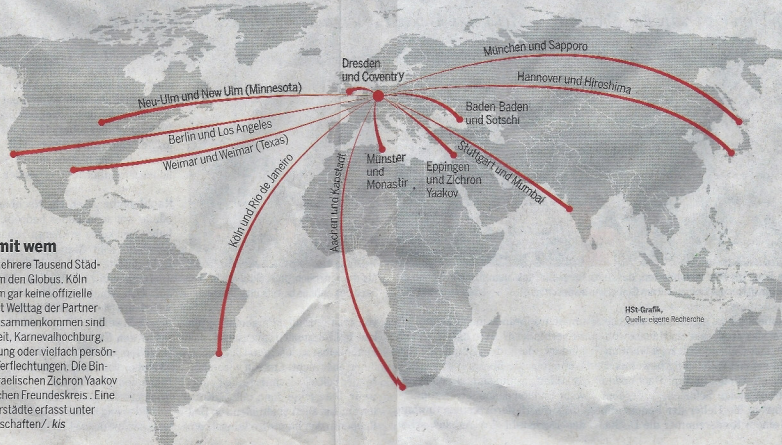 München und Sapporo
Dresden
und Coventry
Hannover und Hiroshima
Neu-Ulm und New Ulm (Minnesota)
Baden Baden
und Sotschi
Berlin und Los Angeles
Weimar und Weimar (Texas)
Stuttgart und Mumbai
Münster
und
Monastir
Eppingen
und Zichron
Yaakov
Köln und Rio de Janeiro
Aachen und Kapstadt
mit wem
ehrere Tausend Städ-
m den Globus. Köln
m gar keine offizielle
t Welttag der Partner
sammenkommen sind
eit, Karnevalhochburg,
ung oder vielfach persön-
erflechtungen. Die Bin-
raelischen Zichron Yaakov
chen Freundeskreis. Eine
rstädte erfasst unter
schaften/. kis
HSt-Grafik,
Quelle: eigene Recherche